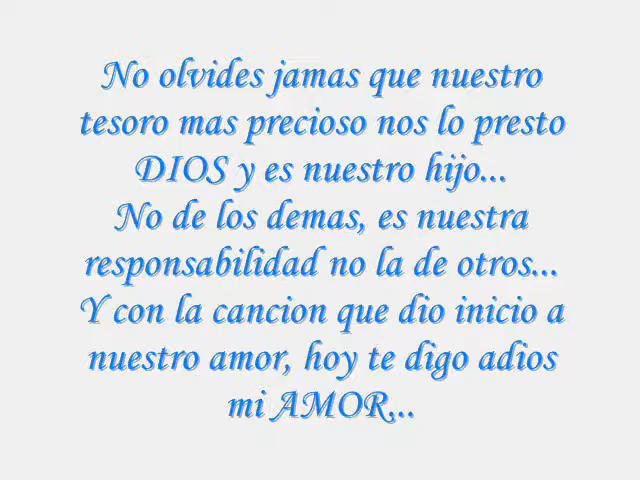 No olvides jamas que nuestro
tesoro mas precioso nos lo presto
DIOS y es nuestro hijo...
No de los demas, es nuestra
responsabilidad no la de otros...
Y con la cancion que dio inicio a
nuestro amor, hoy te digo adios
mi AMOR...